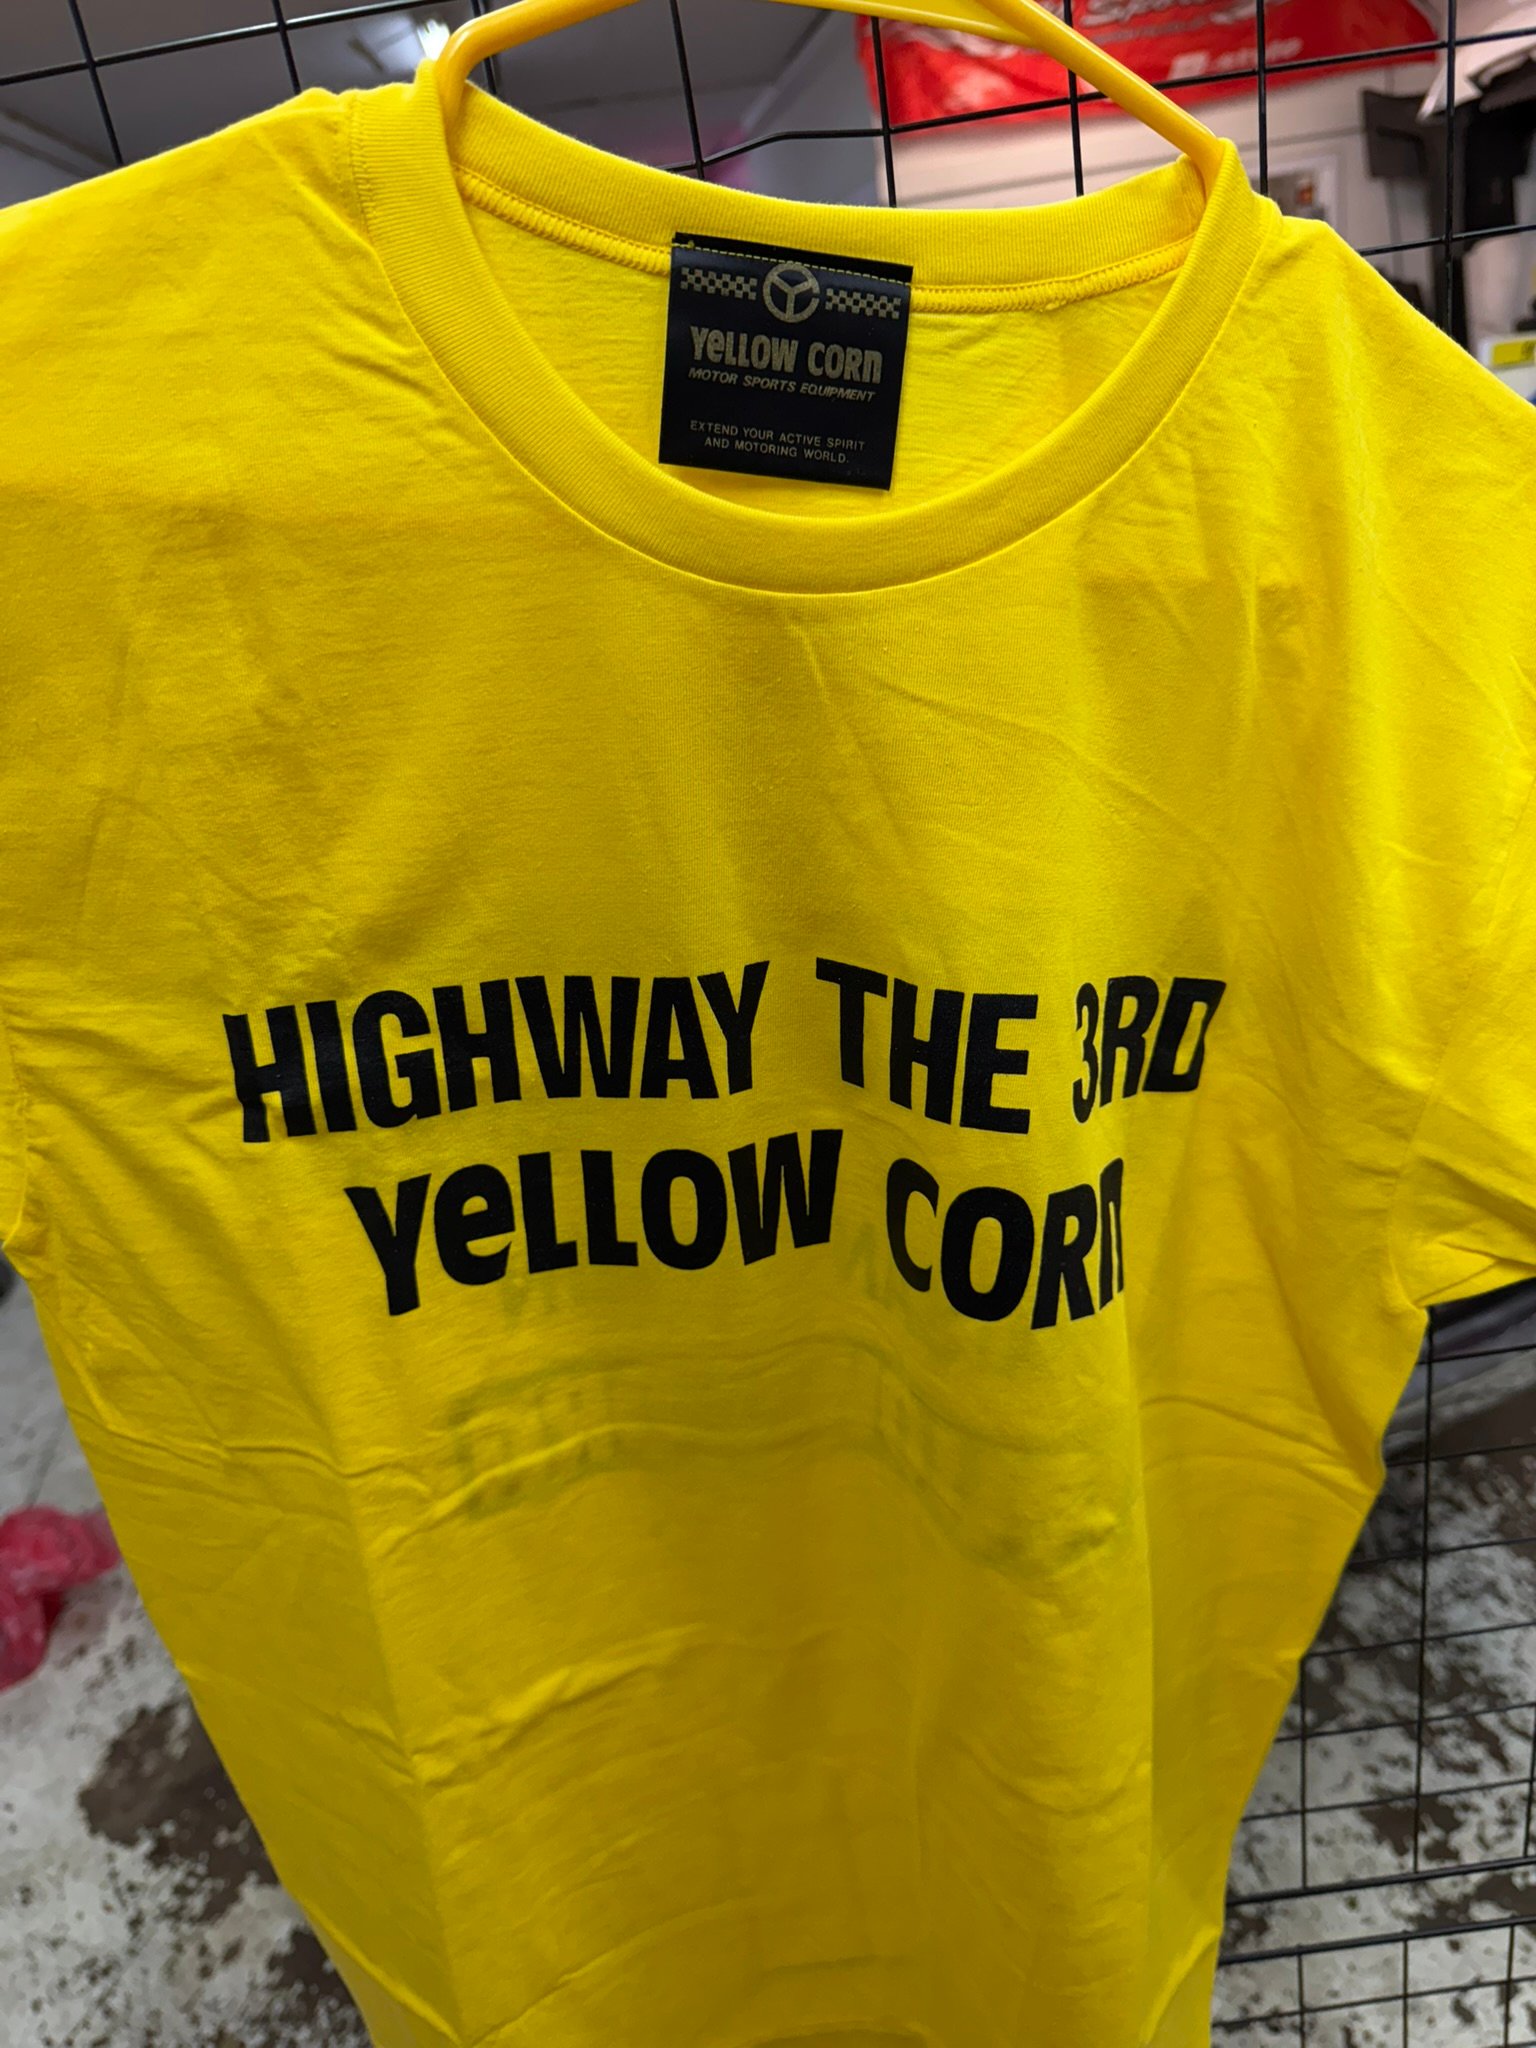 YeLLOW CORn
MOTOR SPORTS EQUIPMENT
EXTEND YOUR ACTIVE SPIRIT
AND MOTORING WORLD.
HIGHWAY THE 3RD
YeLLOW CORn